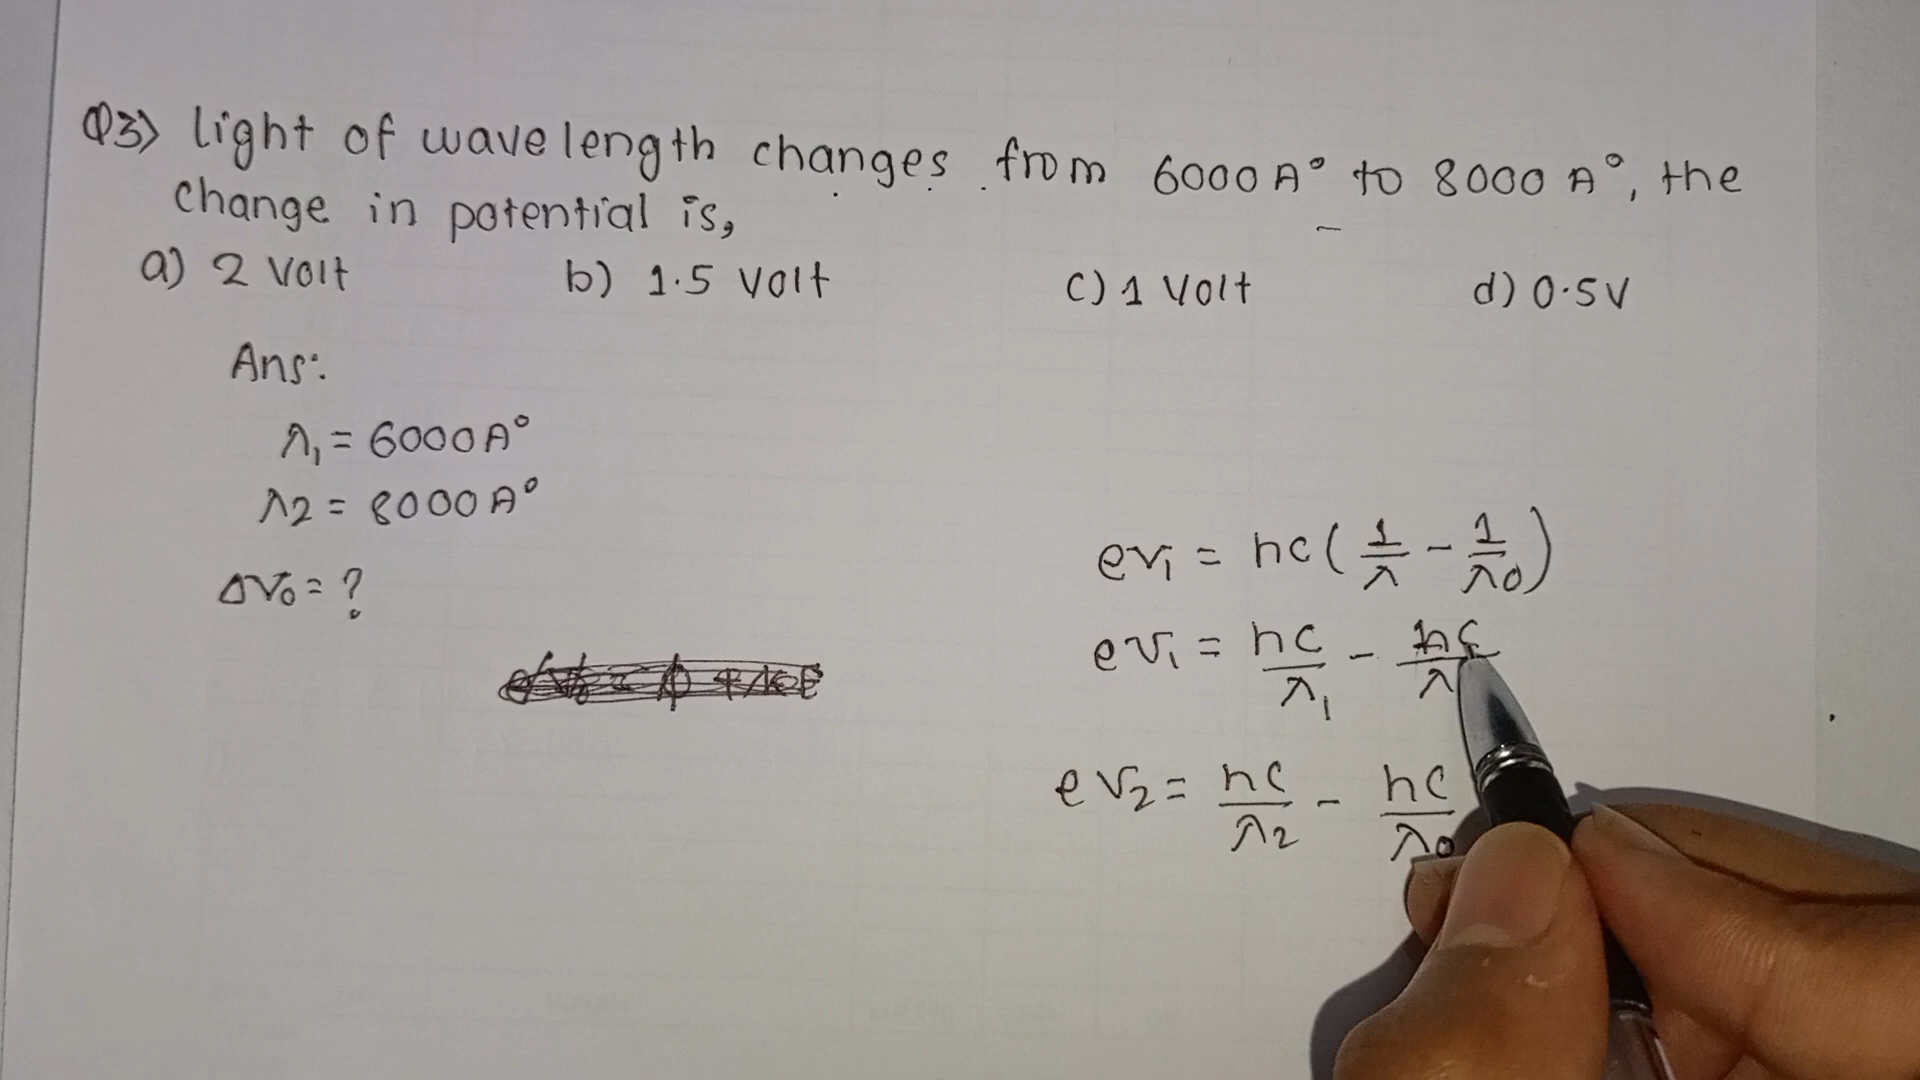 Q3) light of wavelength changes from 6000 A° to 8000 A°, the
change in potential is,
a) 2 volt b) 1.5 volt c) 1 volt d) 0.5V
Ans:
λ₁ = 6000A°
λ2 = 8000A°
ΔV₀ = ?
eV₁ = hc(1/λ - 1/λ0)
eV₁ = hc/λ₁ - hc/λ
eV₂ = hc/λ2 - hc/λ0